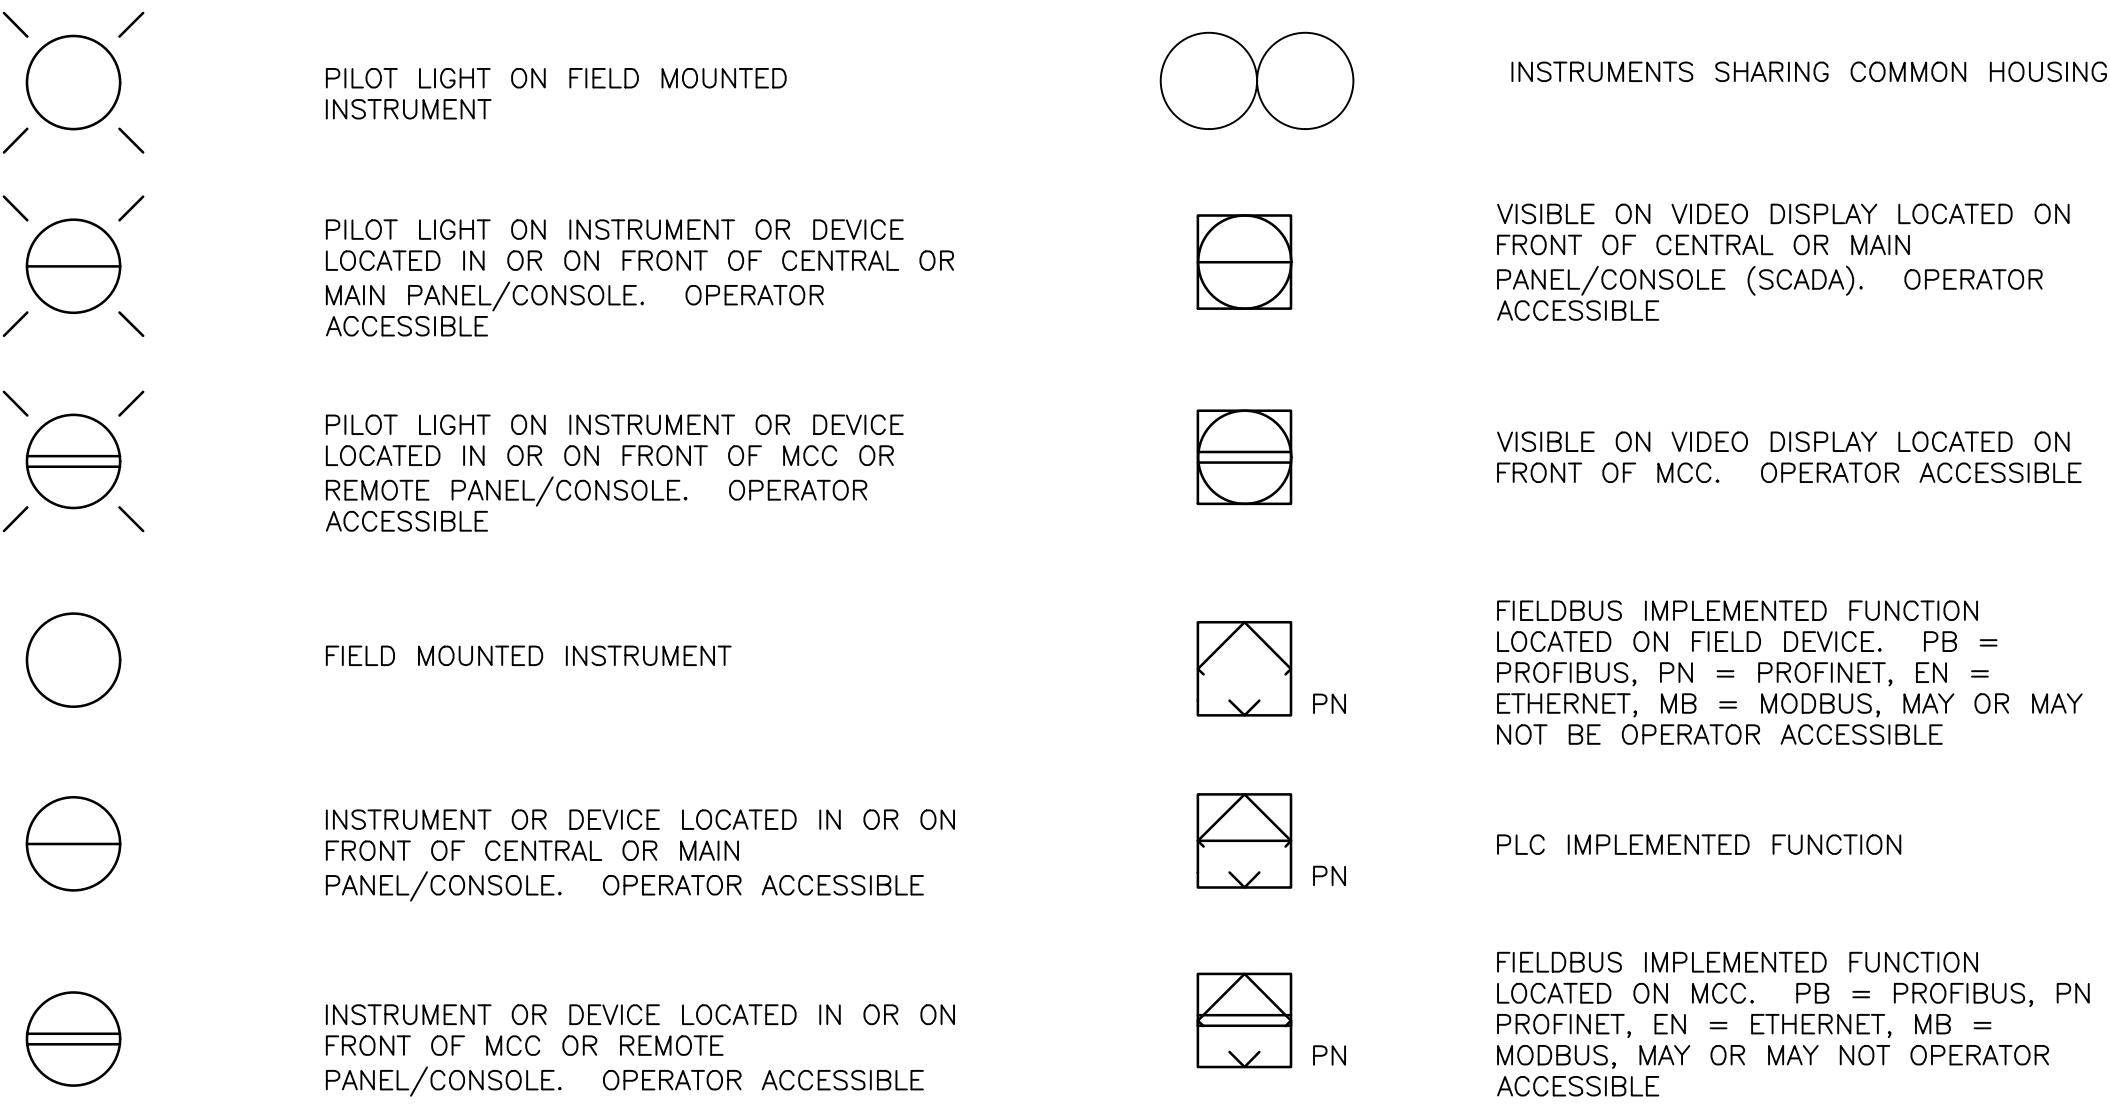 PILOT LIGHT ON FIELD MOUNTED
INSTRUMENT
PILOT LIGHT ON INSTRUMENT OR DEVICE
LOCATED IN OR ON FRONT OF CENTRAL OR
MAIN PANEL/CONSOLE. OPERATOR
ACCESSIBLE
PILOT LIGHT ON INSTRUMENT OR DEVICE
LOCATED IN OR ON FRONT OF MCC OR
REMOTE PANEL/CONSOLE. OPERATOR
ACCESSIBLE
FIELD MOUNTED INSTRUMENT
INSTRUMENT OR DEVICE LOCATED IN OR ON
FRONT OF CENTRAL OR MAIN
PANEL/CONSOLE. OPERATOR ACCESSIBLE
INSTRUMENT OR DEVICE LOCATED IN OR ON
FRONT OF MCC OR REMOTE
PANEL/CONSOLE. OPERATOR ACCESSIBLE
INSTRUMENTS SHARING COMMON HOUSING
VISIBLE ON VIDEO DISPLAY LOCATED ON
FRONT OF CENTRAL OR MAIN
PANEL/CONSOLE (SCADA). OPERATOR
ACCESSIBLE
VISIBLE ON VIDEO DISPLAY LOCATED ON
FRONT OF MCC. OPERATOR ACCESSIBLE
PN
FIELDBUS IMPLEMENTED FUNCTION
LOCATED ON FIELD DEVICE. PB =
PROFIBUS, PN = PROFINET, EN =
ETHERNET, MB = MODBUS, MAY OR MAY
NOT BE OPERATOR ACCESSIBLE
PN
PLC IMPLEMENTED FUNCTION
PN
FIELDBUS IMPLEMENTED FUNCTION
LOCATED ON MCC. PB = PROFIBUS, PN
PROFINET, EN = ETHERNET, MB =
MODBUS, MAY OR MAY NOT OPERATOR
ACCESSIBLE